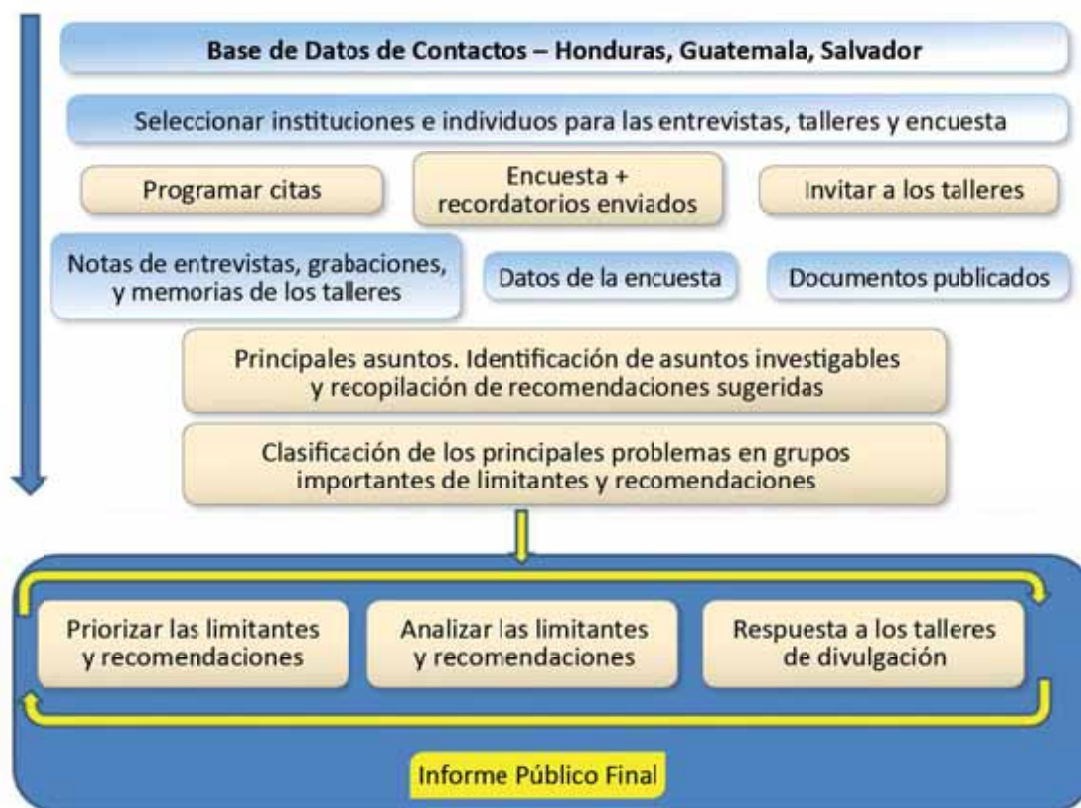 Base de Datos de Contactos – Honduras, Guatemala, Salvador
Seleccionar instituciones e individuos para las entrevistas, talleres y encuesta
Programar citas
Encuesta +
recordatorios enviados
Invitar a los talleres
Notas de entrevistas, grabaciones,
y memorias de los talleres
Datos de la encuesta
Documentos publicados
Principales asuntos. Identificación de asuntos investigables
y recopilación de recomendaciones sugeridas
Clasificación de los principales problemas en grupos
importantes de limitantes y recomendaciones
Priorizar las limitantes
y recomendaciones
Analizar las limitantes
y recomendaciones
Respuesta a los talleres
de divulgación
Informe Público Final